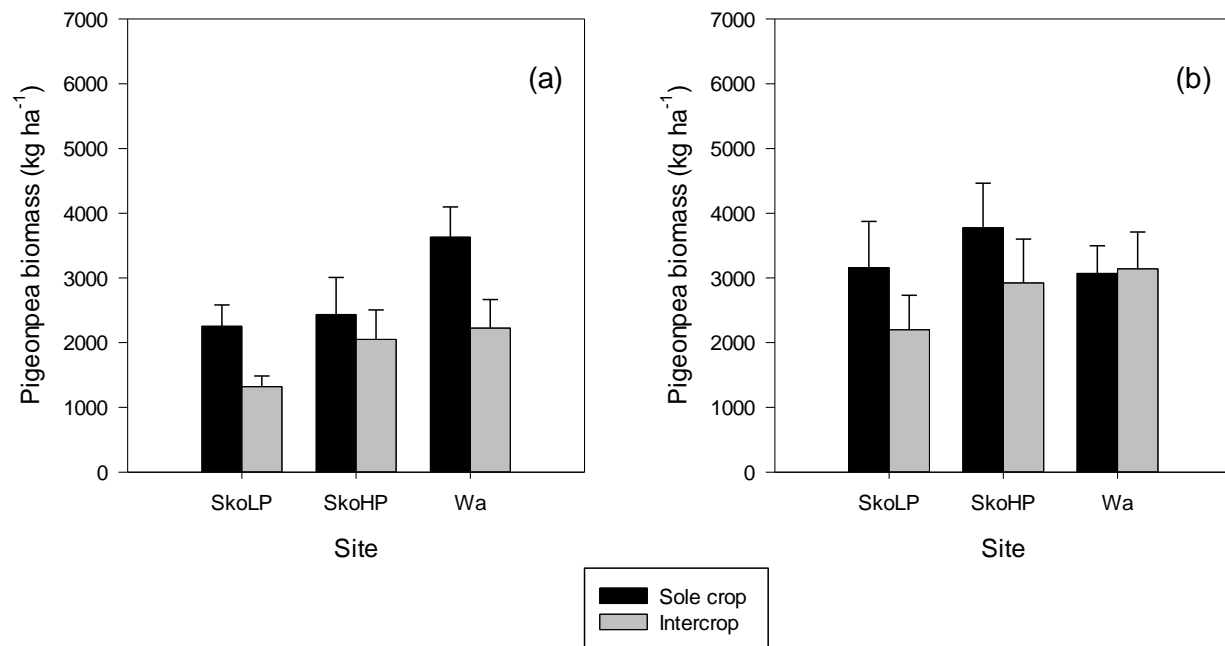 7000
6000
5000
4000
3000
2000
1000
0
Pigeonpea biomass (kg ha⁻¹)
(a)
SkoLP SkoHP Wa
Site
7000
6000
5000
4000
3000
2000
1000
0
Pigeonpea biomass (kg ha⁻¹)
(b)
SkoLP SkoHP Wa
Site
Sole crop
Intercrop